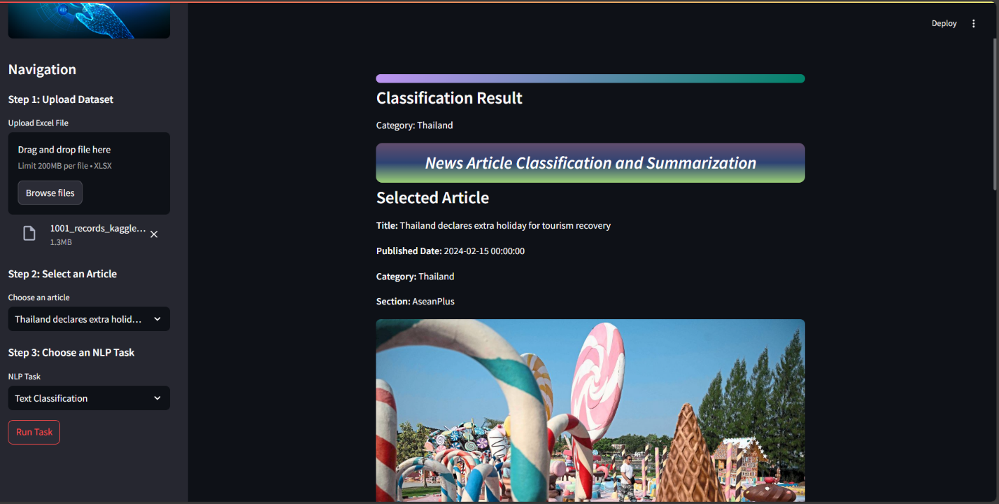 Deploy
Navigation
Step 1: Upload Dataset
Upload Excel File
Drag and drop file here
Limit 200MB per file • XLSX
Browse files
1001_records_kaggle...
1.3MB
Step 2: Select an Article
Choose an article
Thailand declares extra holid...
Step 3: Choose an NLP Task
NLP Task
Text Classification
Run Task
Classification Result
Category: Thailand
News Article Classification and Summarization
Selected Article
Title: Thailand declares extra holiday for tourism recovery
Published Date: 2024-02-15 00:00:00
Category: Thailand
Section: AseanPlus